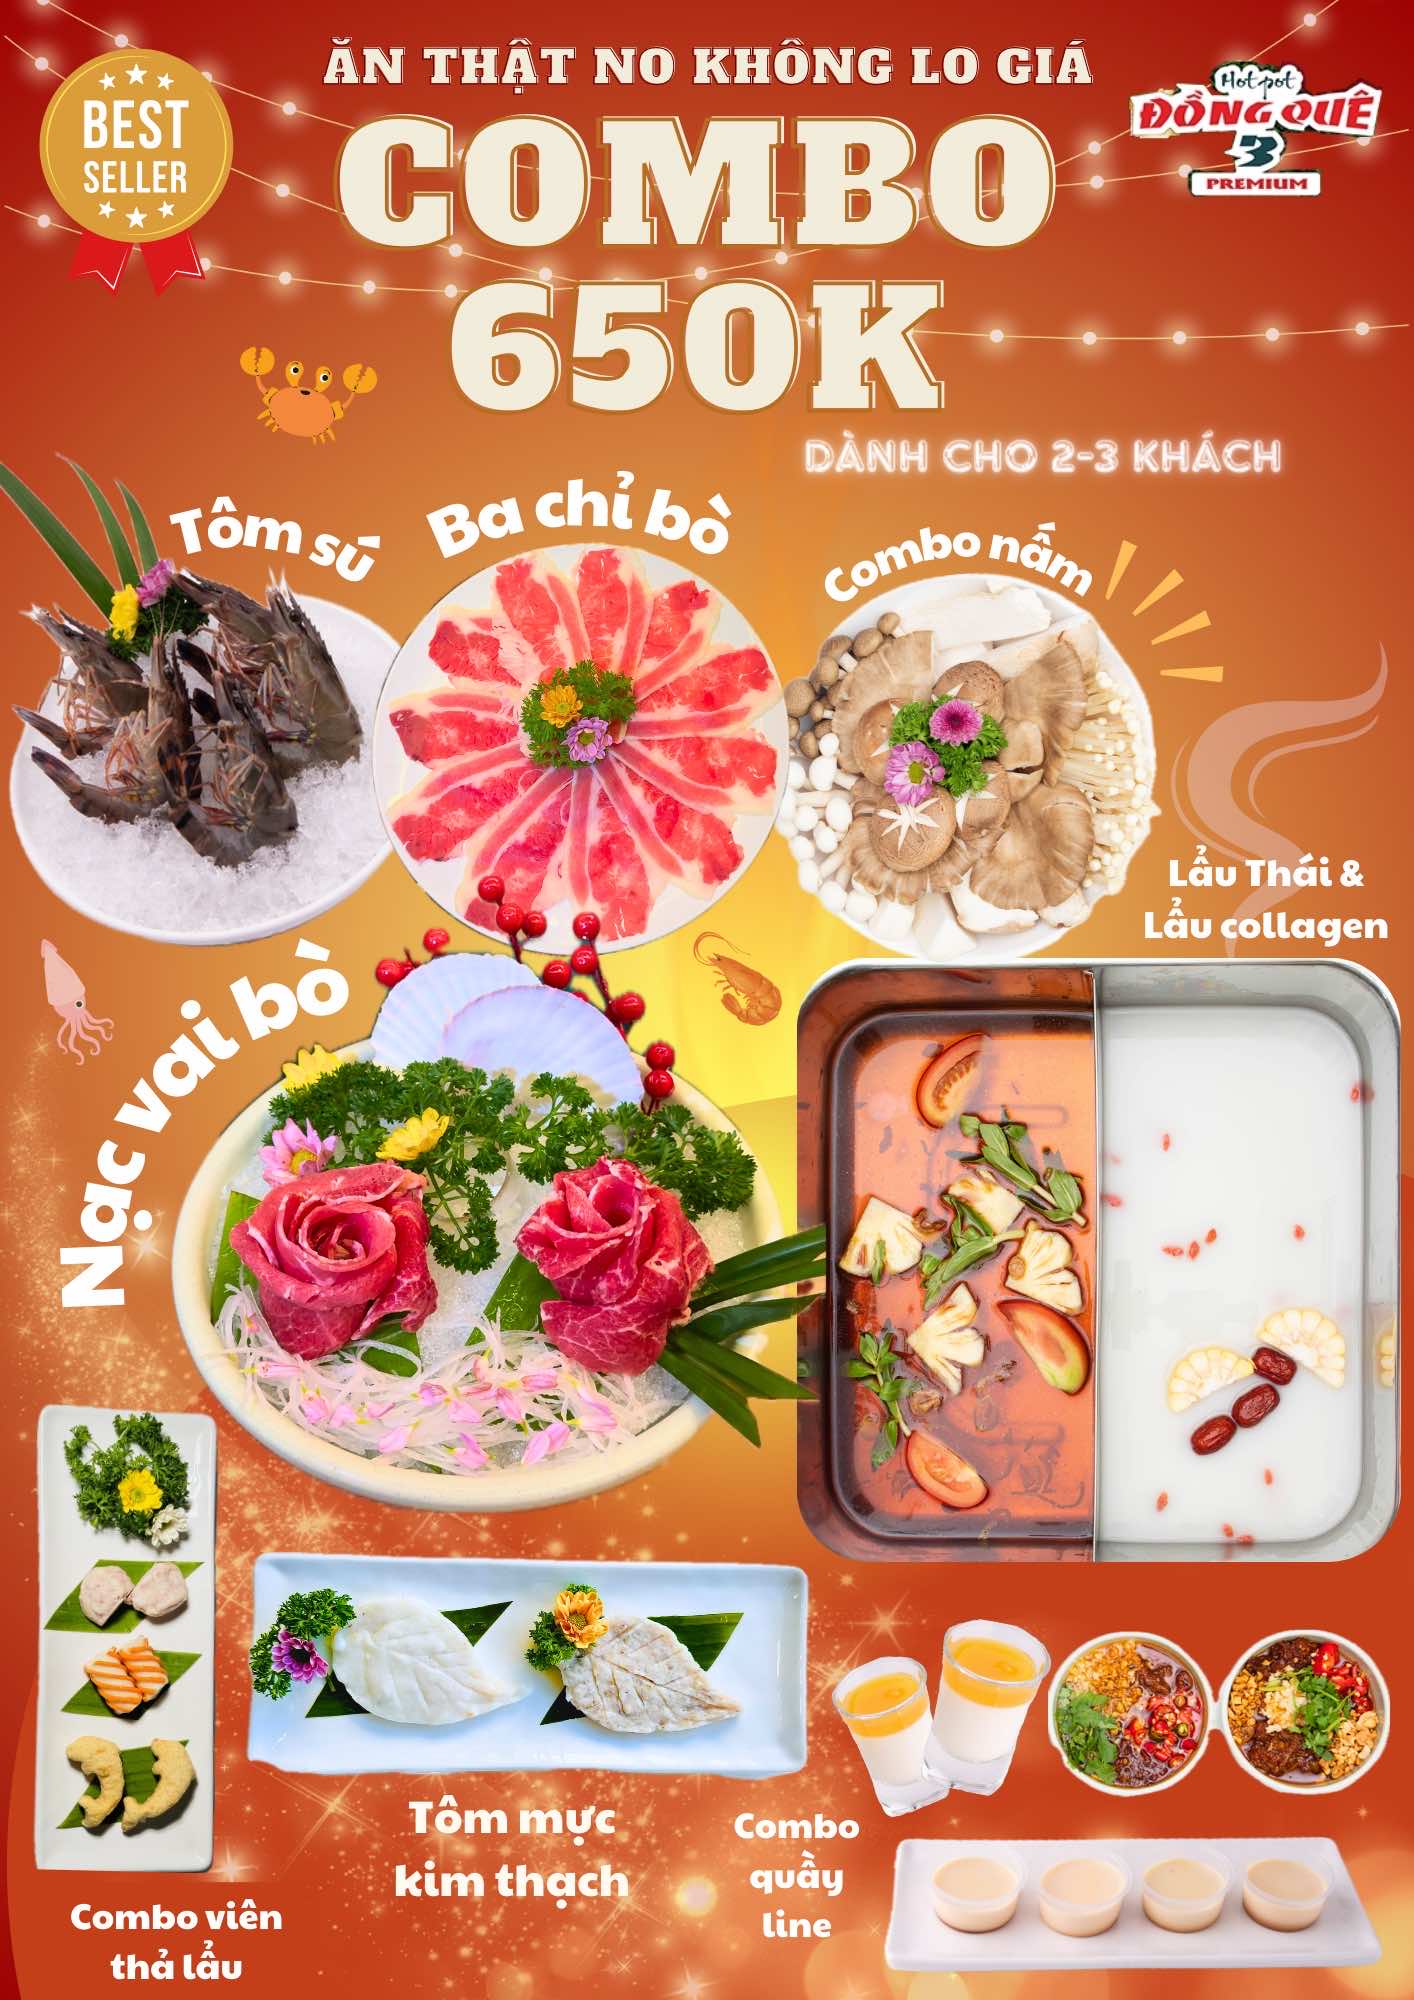 ĂN THẬT NO KHÔNG LO GIÁ
BEST
SELLER
Hotpot
ĐỒNG QUÊ
3
PREMIUM
COMBO
650K
DÀNH CHO 2-3 KHÁCH
Tôm sú
Ba chỉ bò
Combo nấm
Lẩu Thái &
Lẩu collagen
Nạc vai bò
Tôm mực
kim thạch
Combo
quầy
line
Combo viên
thả lẩu